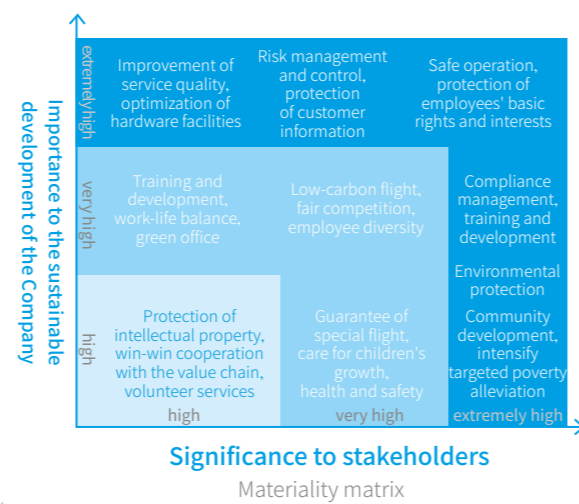 Importance to the sustainable
development of the Company
extremely high
Improvement of
service quality,
optimization of
hardware facilities
Risk management
and control,
protection
of customer
information
Safe operation,
protection of
employees' basic
rights and interests
very high
Training and
development,
work-life balance,
green office
Low-carbon flight,
fair competition,
employee diversity
Compliance
management,
training and
development
Environmental
protection
high
Protection of
intellectual property,
win-win cooperation
with the value chain,
volunteer services
Guarantee of
special flight,
care for children's
growth,
health and safety
Community
development,
intensify
targeted poverty
alleviation
high
very high
extremely high
Significance to stakeholders
Materiality matrix